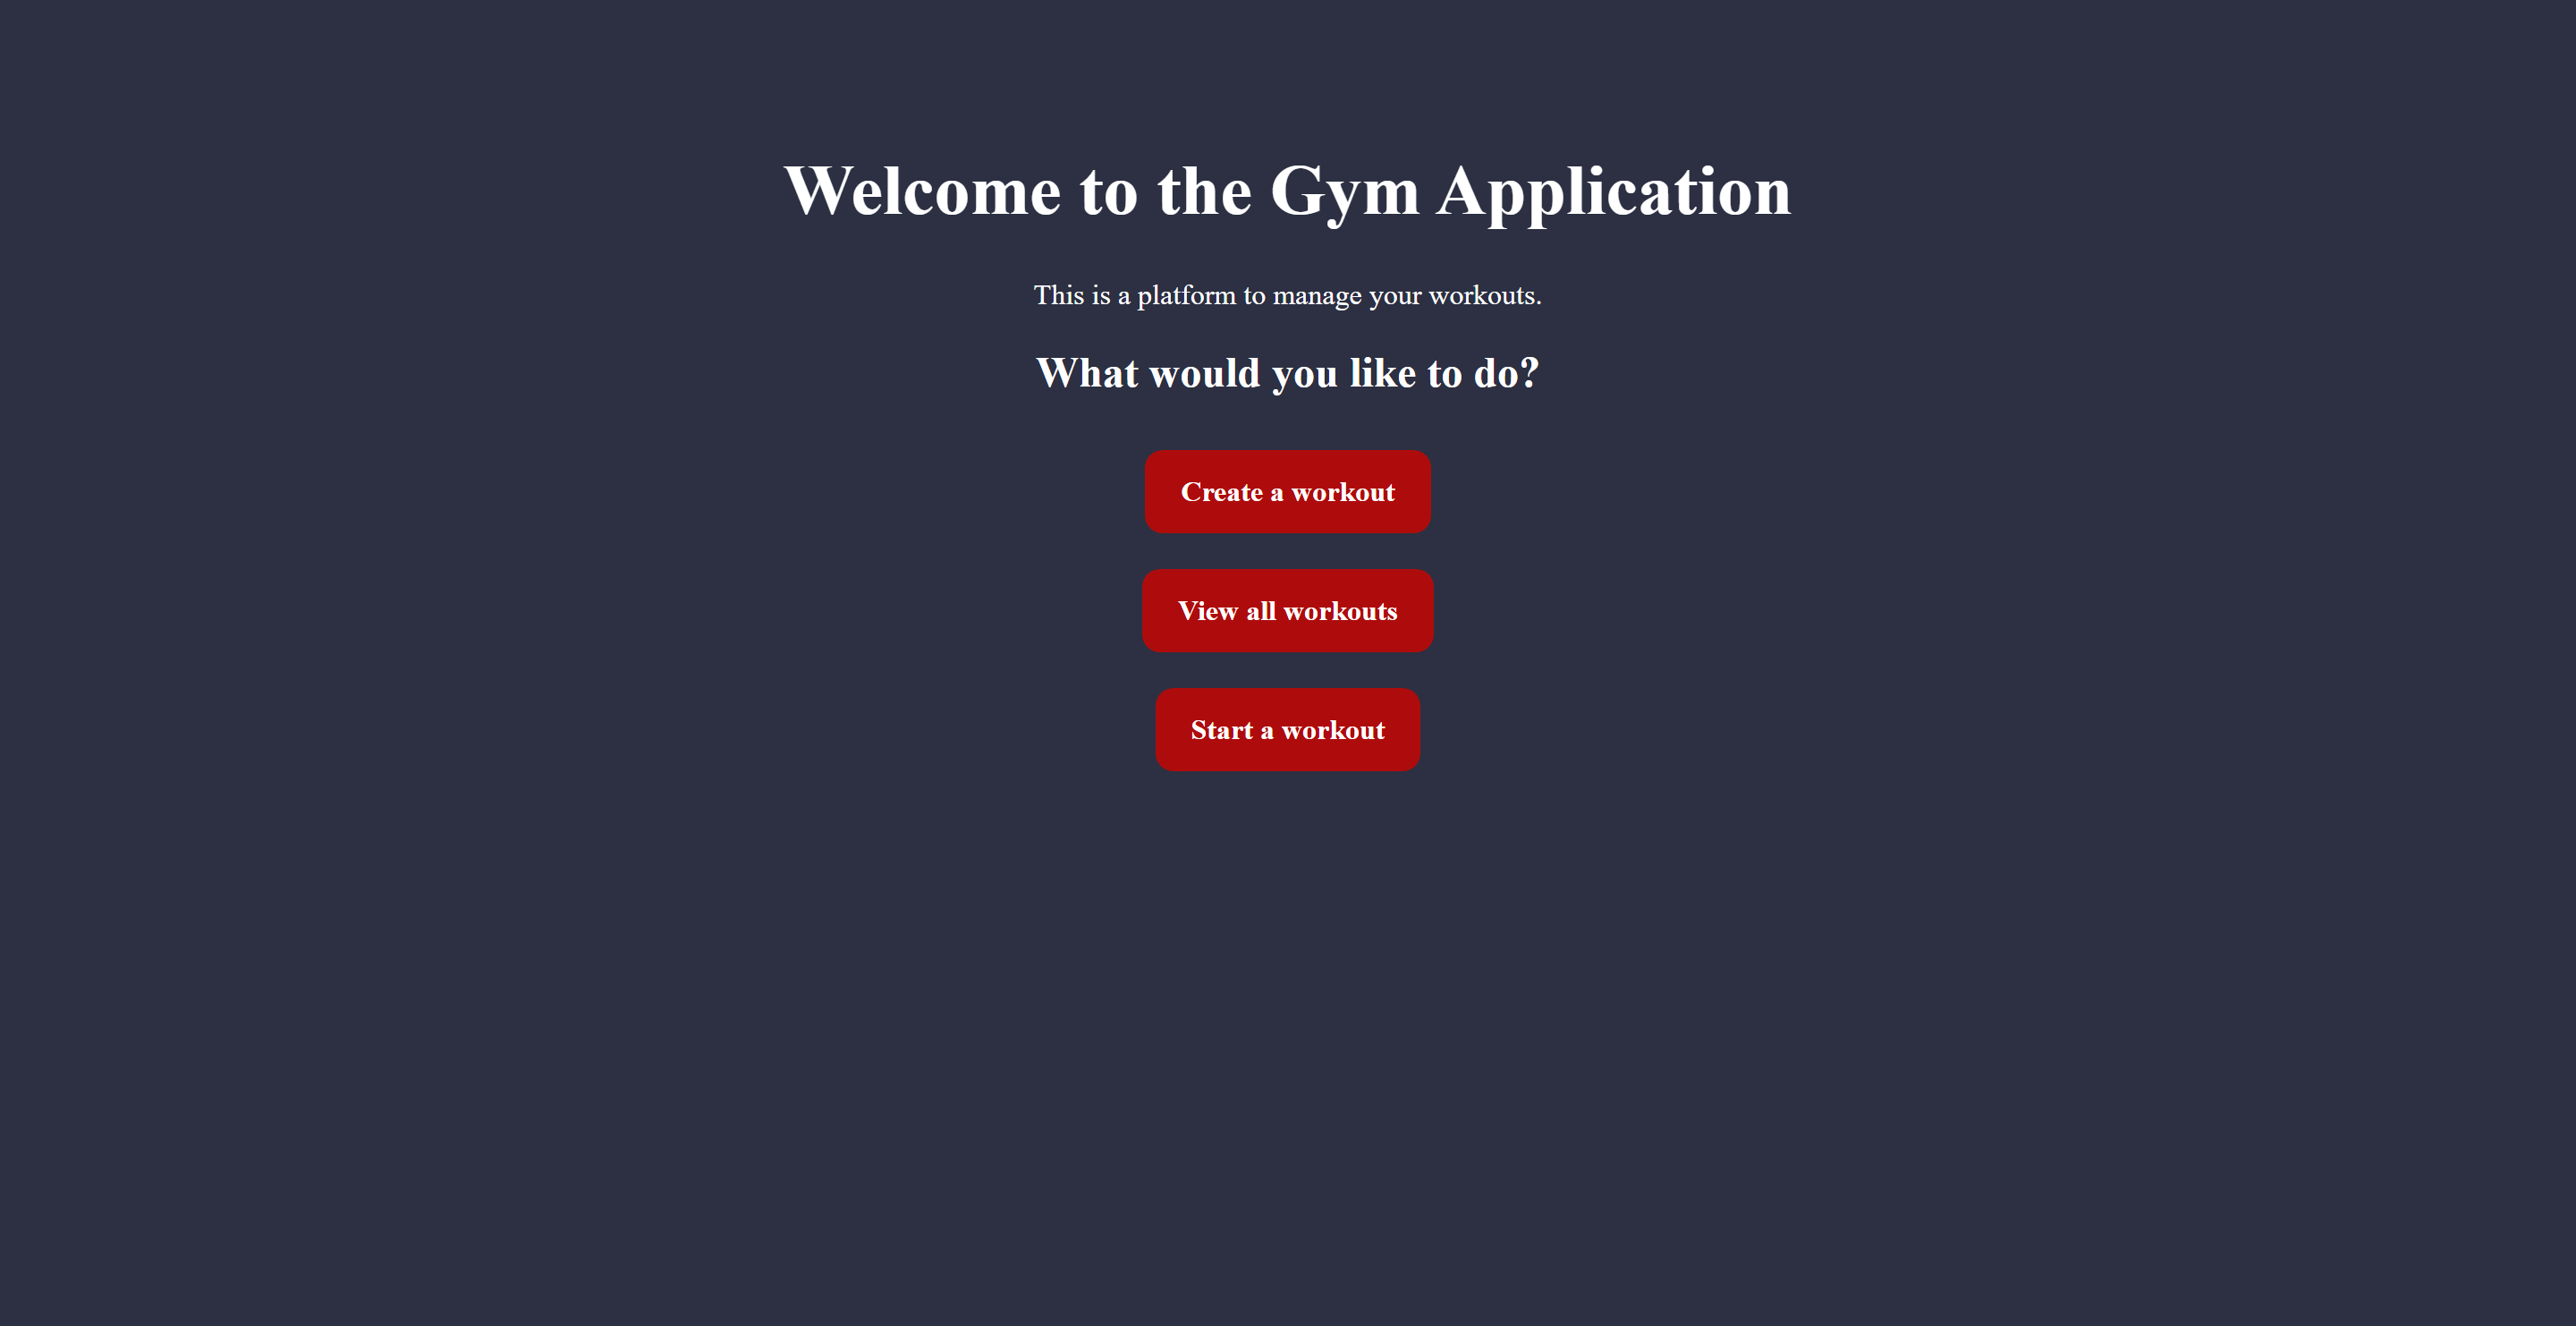 Welcome to the Gym Application
This is a platform to manage your workouts.
What would you like to do?
Create a workout
View all workouts
Start a workout